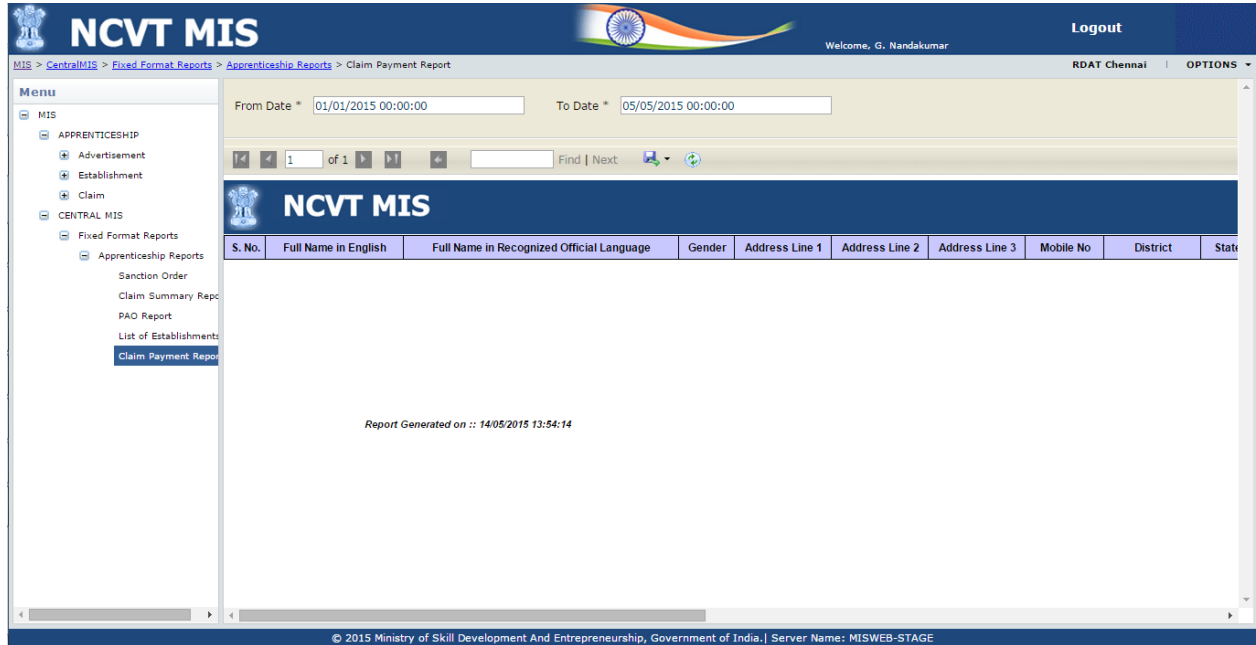 NCVT MIS
Logout
Welcome, G. Nandakumar
MIS > CentralMIS > Fixed Format Reports > Apprenticeship Reports > Claim Payment Report
RDAT Chennai | OPTIONS
Menu
MIS
APPRENTICESHIP
Advertisement
Establishment
Claim
CENTRAL MIS
Fixed Format Reports
Apprenticeship Reports
Sanction Order
Claim Summary Repo
PAO Report
List of Establishments
Claim Payment Repor
From Date * 01/01/2015 00:00:00 To Date * 05/05/2015 00:00:00
1 of 1 Find | Next
NCVT MIS
S. No. Full Name in English Full Name in Recognized Official Language Gender Address Line 1 Address Line 2 Address Line 3 Mobile No District State
Report Generated on :: 14/05/2015 13:54:14
© 2015 Ministry of Skill Development And Entrepreneurship, Government of India.| Server Name: MISWEB-STAGE